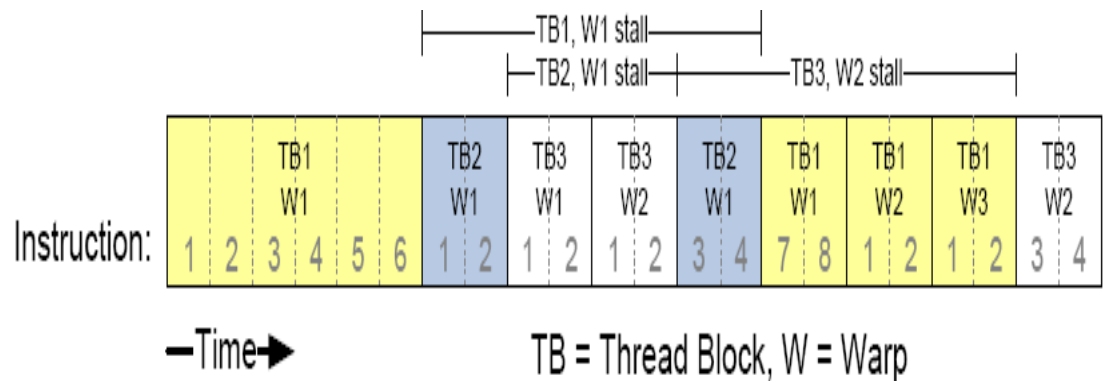 TB1, W1 stall
TB2, W1 stall TB3, W2 stall
TB1 TB2 TB3 TB3 TB2 TB1 TB1 TB1 TB3
W1 W1 W1 W2 W1 W1 W2 W3 W2
Instruction: 1 2 3 4 5 6 1 2 1 2 1 2 3 4 7 8 1 2 1 2 3 4
Time TB = Thread Block, W = Warp